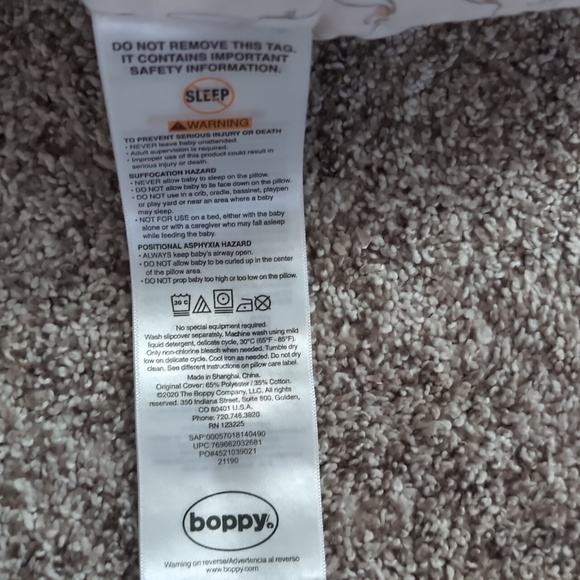 DO NOT REMOVE THIS TAG.
IT CONTAINS IMPORTANT
SAFETY INFORMATION.
SLEEP
WARNING
TO PREVENT SERIOUS INJURY OR DEATH
• NEVER leave baby unattended.
• Adult supervision is required.
• Improper use of this product could result in
serious injury or death.
SUFFOCATION HAZARD
• NEVER allow baby to sleep on the pillow.
• DO NOT allow baby to lie face down on the pillow.
• DO NOT use in a crib, cradle, bassinet, playpen
or play yard or near an area where a baby
may sleep.
• NOT FOR USE on a bed, either with the baby
alone or with a caregiver who may fall asleep
while feeding the baby.
POSITIONAL ASPHYXIA HAZARD
• ALWAYS keep baby's airway open.
• DO NOT allow baby to be curled up in the center
of the pillow area.
• DO NOT prop baby too high or too low on the pillow.
30 C
No special equipment required.
Wash slipcover separately. Machine wash using mild
liquid detergent, delicate cycle, 30°C (65°F - 85°F).
Only non-chlorine bleach when needed. Tumble dry
low on delicate cycle. Cool iron as needed. Do not dry
clean. See different instructions on pillow care label.
Made in Shanghai, China.
Original Cover: 65% Polyester / 35% Cotton.
©2020 The Boppy Company, LLC. All rights
reserved. 350 Indiana Street, Suite 800, Golden,
CO 80401 U.S.A.
Phone: 720.746.3820
RN 123225
SAP:00057018140490
UPC:769662032681
PO#4521039021
21190
boppy
Warning on reverse/Advertencia al reverso
www.boppy.com